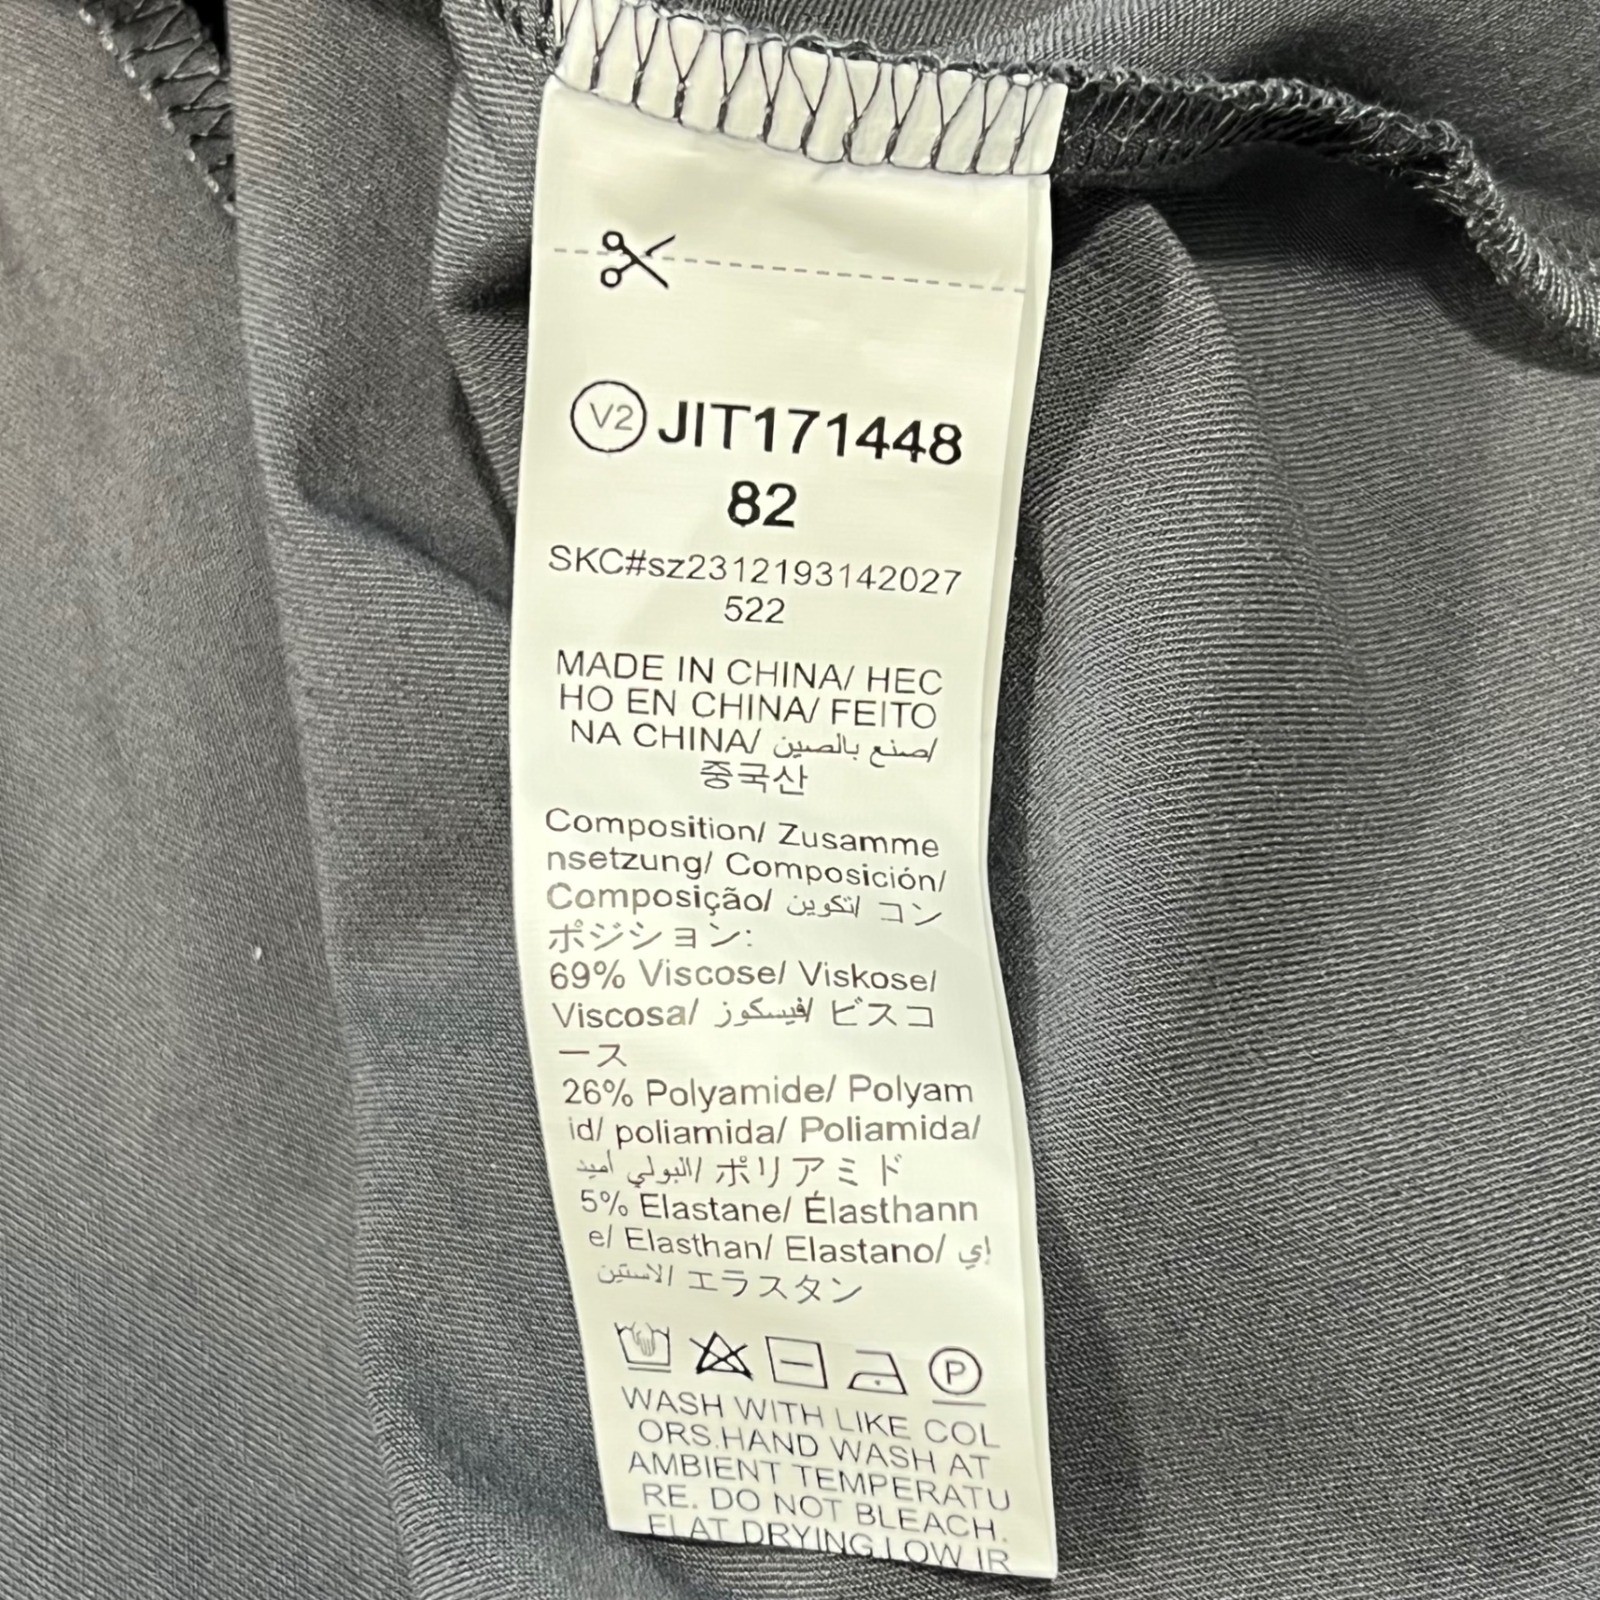 V2 JIT171448
82
SKC#sz2312193142027
522
MADE IN CHINA/ HEC
HO EN CHINA/ FEITO
NA CHINA/ صنع بالصين/
중국산
Composition/ Zusamme
nsetzung/ Composición/
Composição/ تكوين/ コン
ポジション:
69% Viscose/ Viskose/
Viscosa/ فيسكوز/ ビスコ
ース
26% Polyamide/ Polyam
id/ poliamida/ Poliamida/
البولي أميد/ ポリアミド
5% Elastane/ Élasthann
e/ Elasthan/ Elastano/ إي
لاستين/ エラスタン
P
WASH WITH LIKE COL
ORS.HAND WASH AT
AMBIENT TEMPERATU
RE. DO NOT BLEACH.
FLAT DRYING.LOW IR